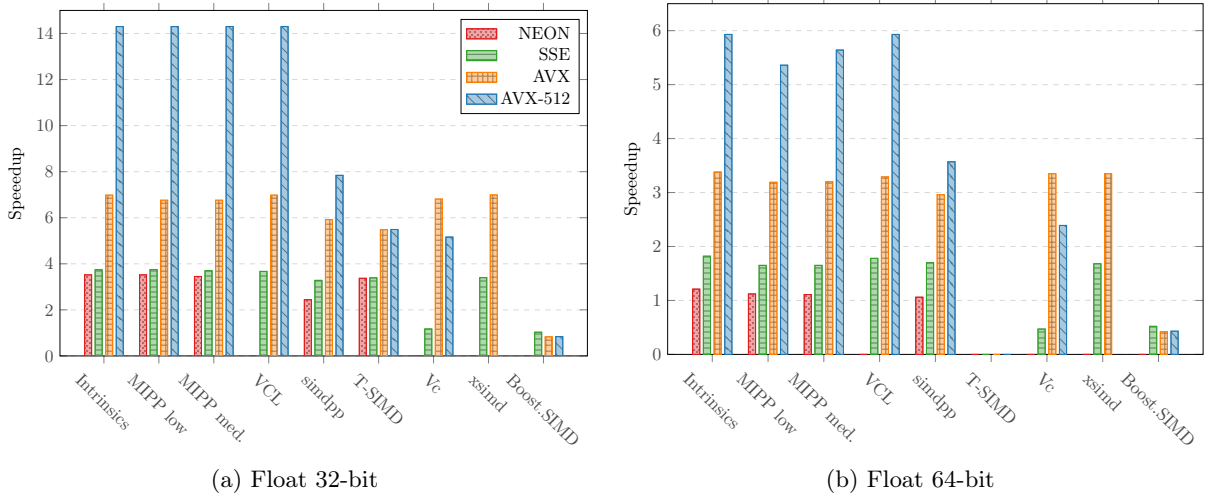 14
12
10
8
6
4
2
0
Speeedup
NEON
SSE
AVX
AVX-512
Intrinsics
MIPP low
MIPP med.
VCL
simdpp
T-SIMD
Vc
xsimd
Boost.SIMD
(a) Float 32-bit
6
5
4
3
2
1
0
Speeedup
Intrinsics
MIPP low
MIPP med.
VCL
simdpp
T-SIMD
Vc
xsimd
Boost.SIMD
(b) Float 64-bit